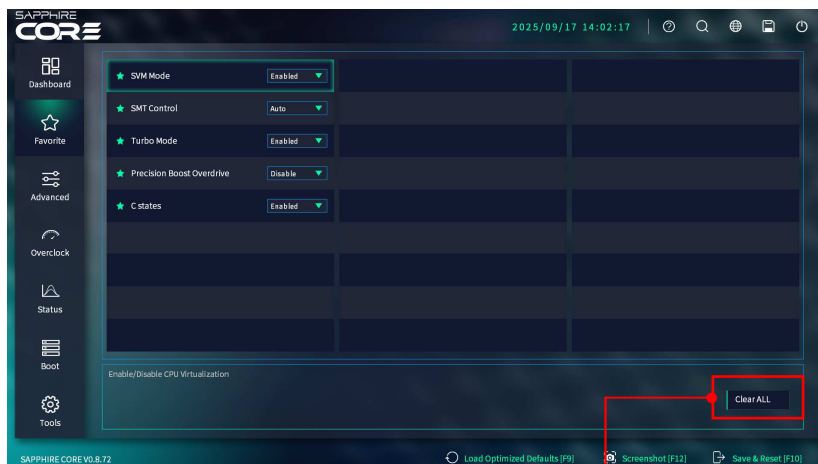 SAPPHIRE
CORE
2025/09/17 14:02:17
Dashboard
Favorite
Advanced
Overclock
Status
Boot
Tools
SVM Mode Enabled
SMT Control Auto
Turbo Mode Enabled
Precision Boost Overdrive Disable
C states Enabled
Enable/Disable CPU Virtualization
Clear ALL
SAPPHIRE CORE V0.8.72 Load Optimized Defaults [F9] Screenshot [F12] Save & Reset [F10]